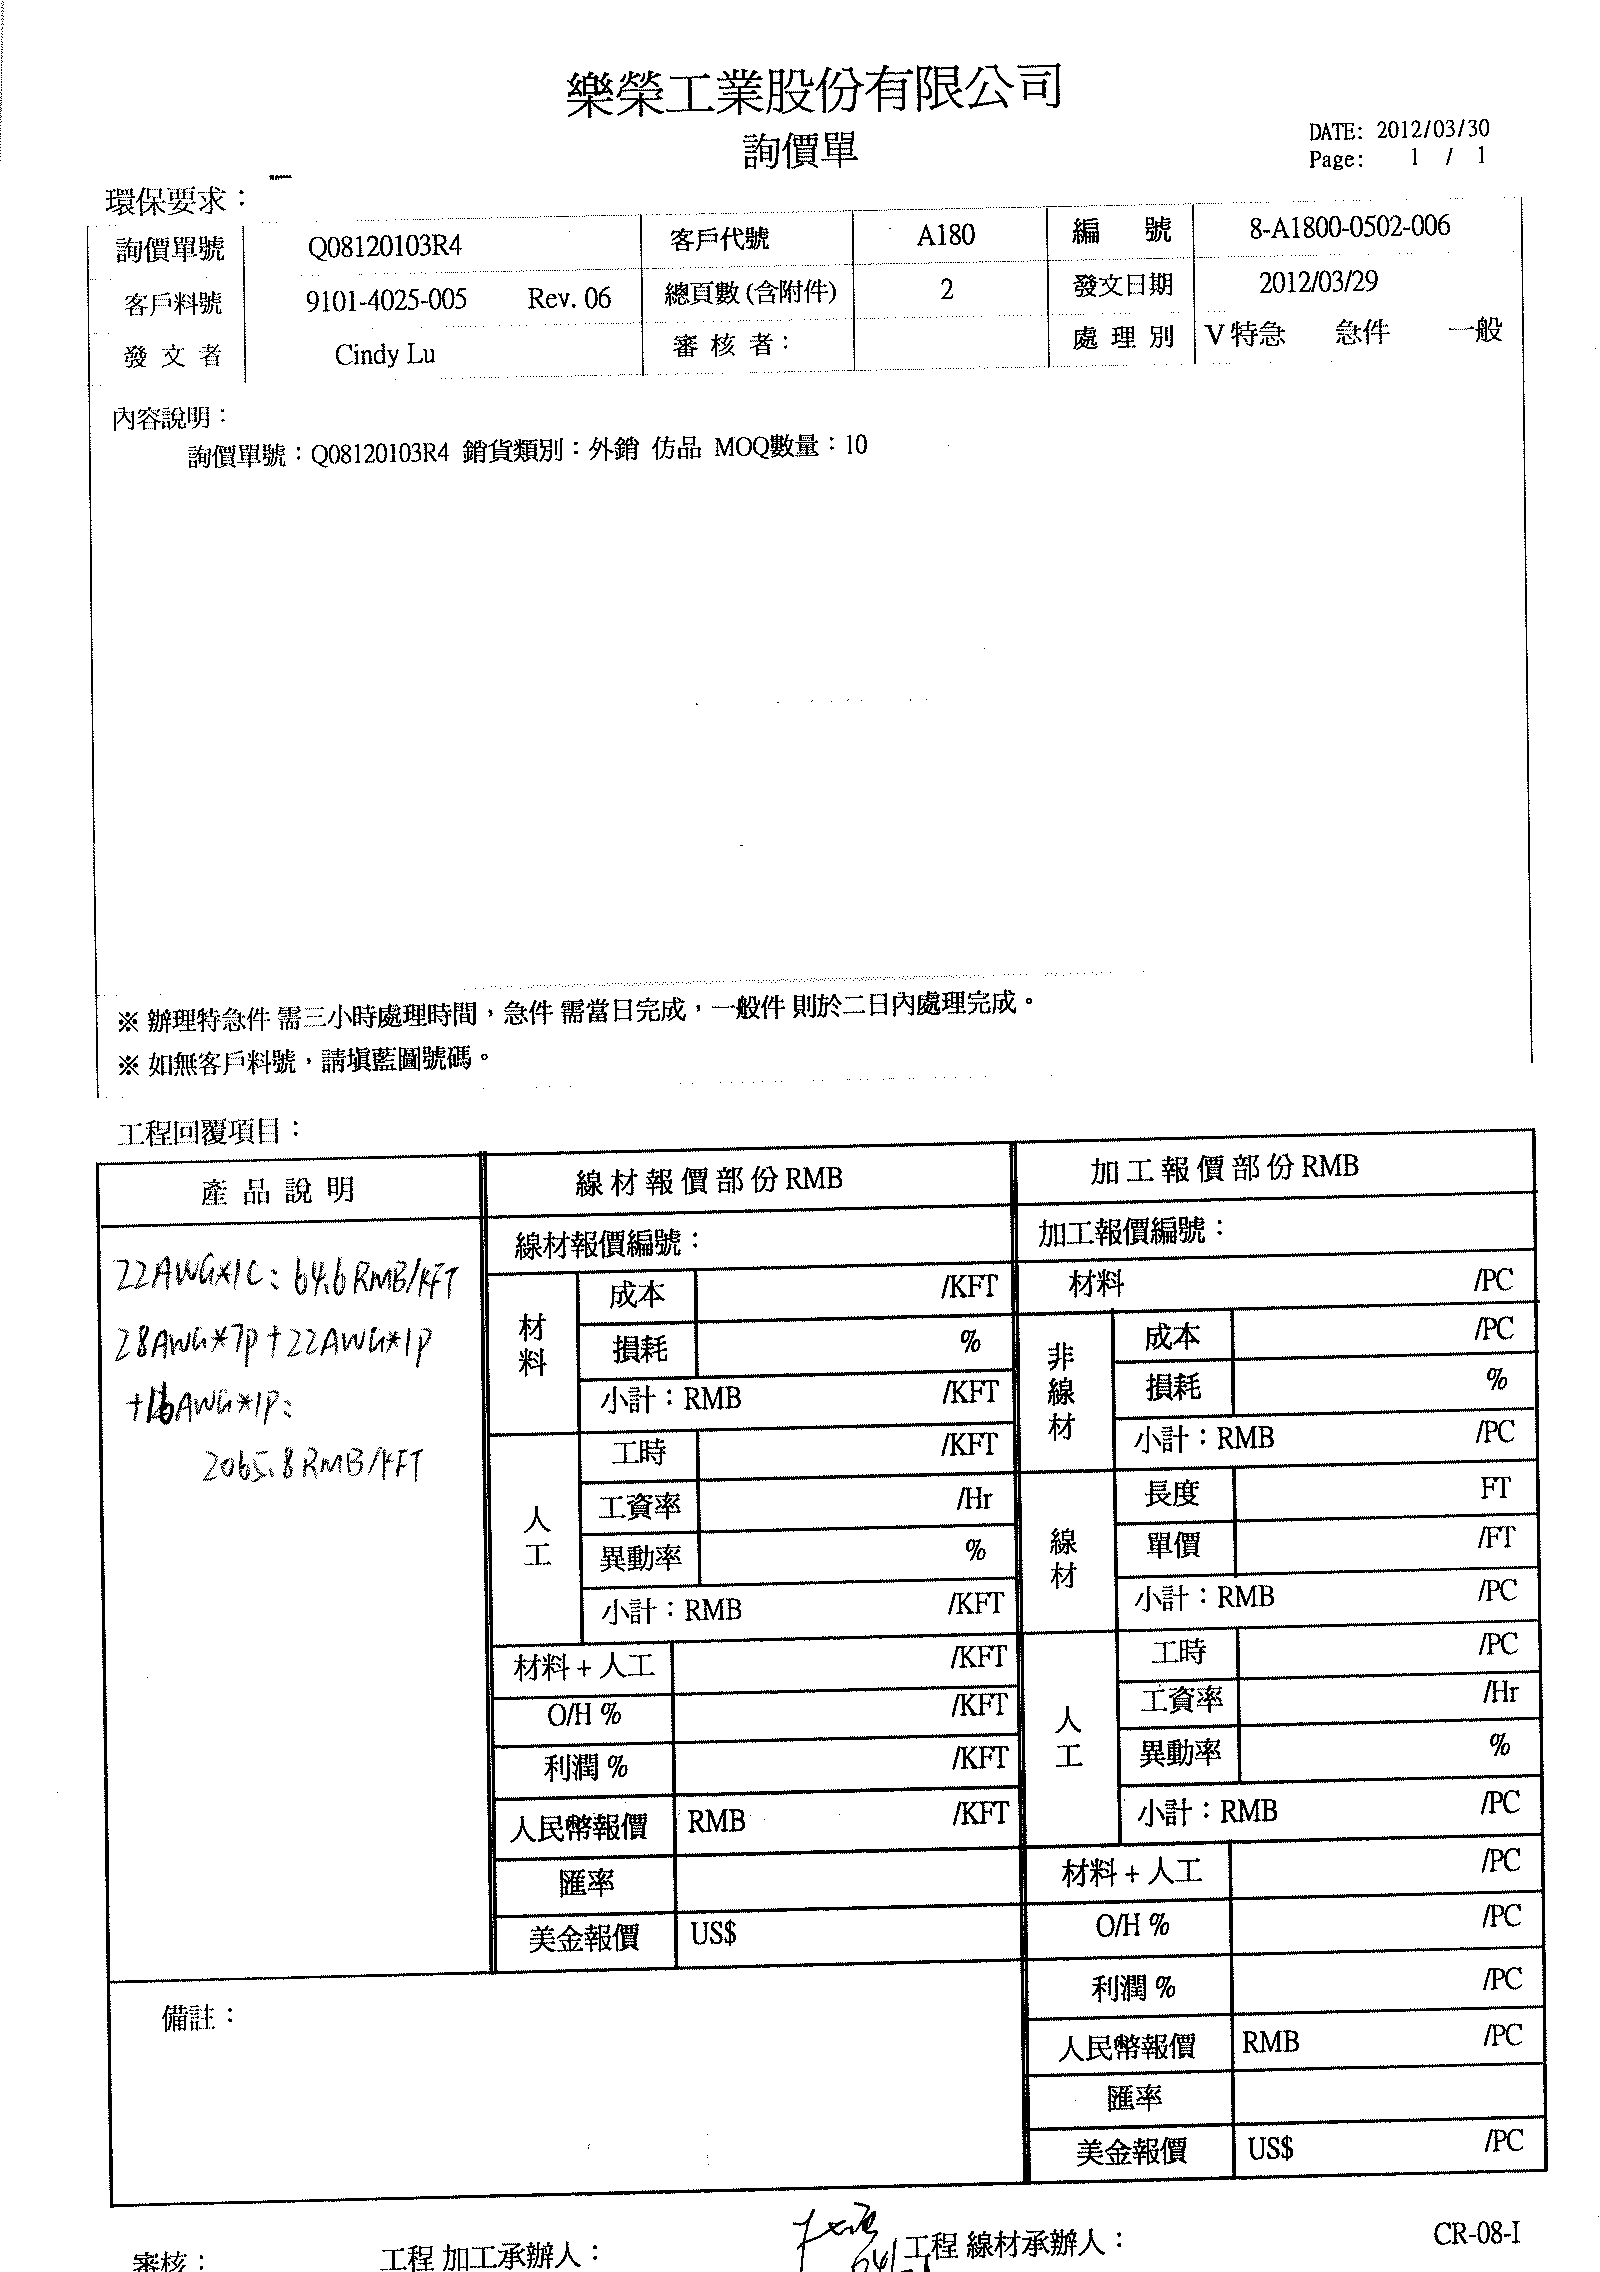 樂榮工業股份有限公司
詢價單
DATE: 2012/03/30
Page: 1 / 1
環保要求：
詢價單號 Q08120103R4 客戶代號 A180 編號 8-A1800-0502-006
客戶料號 9101-4025-005 Rev. 06 總頁數(含附件) 2 發文日期 2012/03/29
發文者 Cindy Lu 審核者： 處理別 V特急 急件 一般
內容說明：
詢價單號：Q08120103R4 銷貨類別：外銷 仿品 MOQ數量：10
※ 辦理特急件 需三小時處理時間，急件 需當日完成，一般件 則於二日內處理完成。
※ 如無客戶料號，請填藍圖號碼。
工程回覆項目：
產品說明
22AWG*1C: 64.6RMB/KFT
28AWG*7P+22AWG*1P
+16AWG*1P:
2065.8RMB/KFT
線材報價部份RMB
線材報價編號：
材料
成本 /KFT
損耗 %
小計：RMB /KFT
人工
工時 /KFT
工資率 /Hr
異動率 %
小計：RMB /KFT
材料+人工 /KFT
O/H % /KFT
利潤% /KFT
人民幣報價 RMB /KFT
匯率
美金報價 US$
加工報價部份RMB
加工報價編號：
材料 /PC
非線材
成本 /PC
損耗 %
小計：RMB /PC
線材
長度 FT
單價 /FT
小計：RMB /PC
人工
工時 /PC
工資率 /Hr
異動率 %
小計：RMB /PC
材料+人工 /PC
O/H % /PC
利潤% /PC
人民幣報價 RMB /PC
匯率
美金報價 US$ /PC
備註：
審核： 工程 加工承辦人： 工程 線材承辦人：
CR-08-I